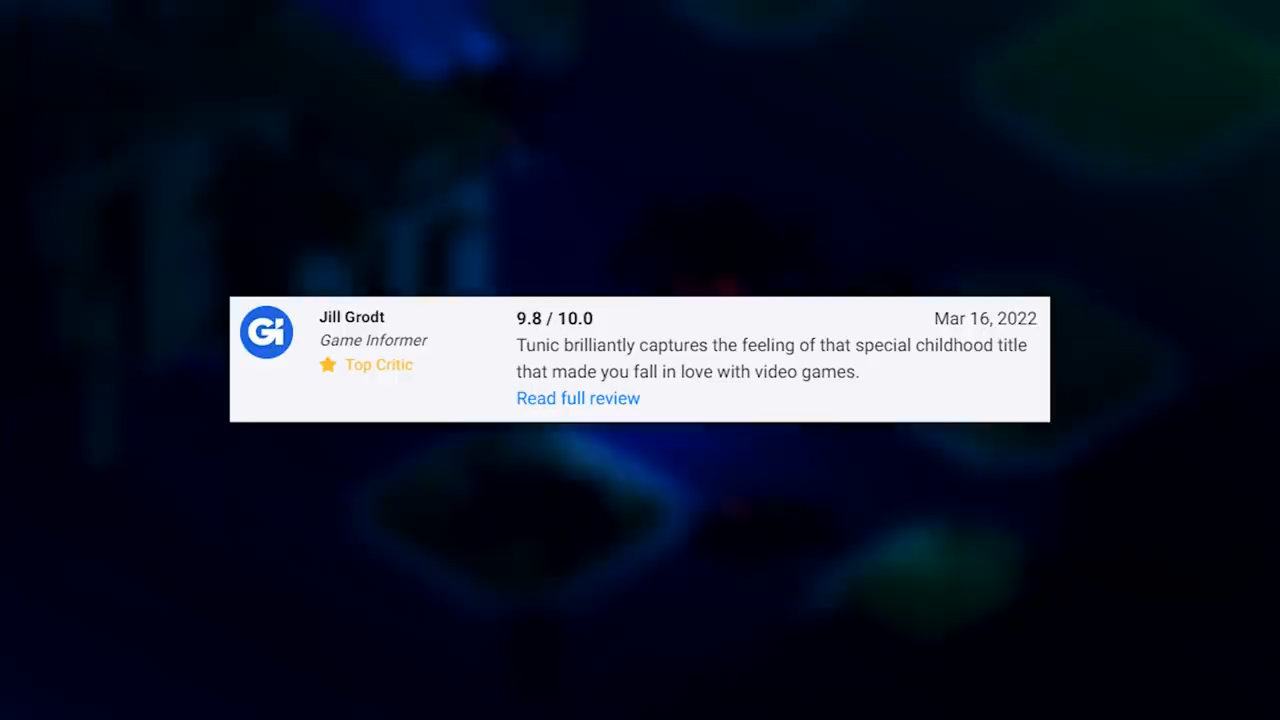 Gi
Jill Grodt
Game Informer
Top Critic
9.8 / 10.0
Mar 16, 2022
Tunic brilliantly captures the feeling of that special childhood title
that made you fall in love with video games.
Read full review